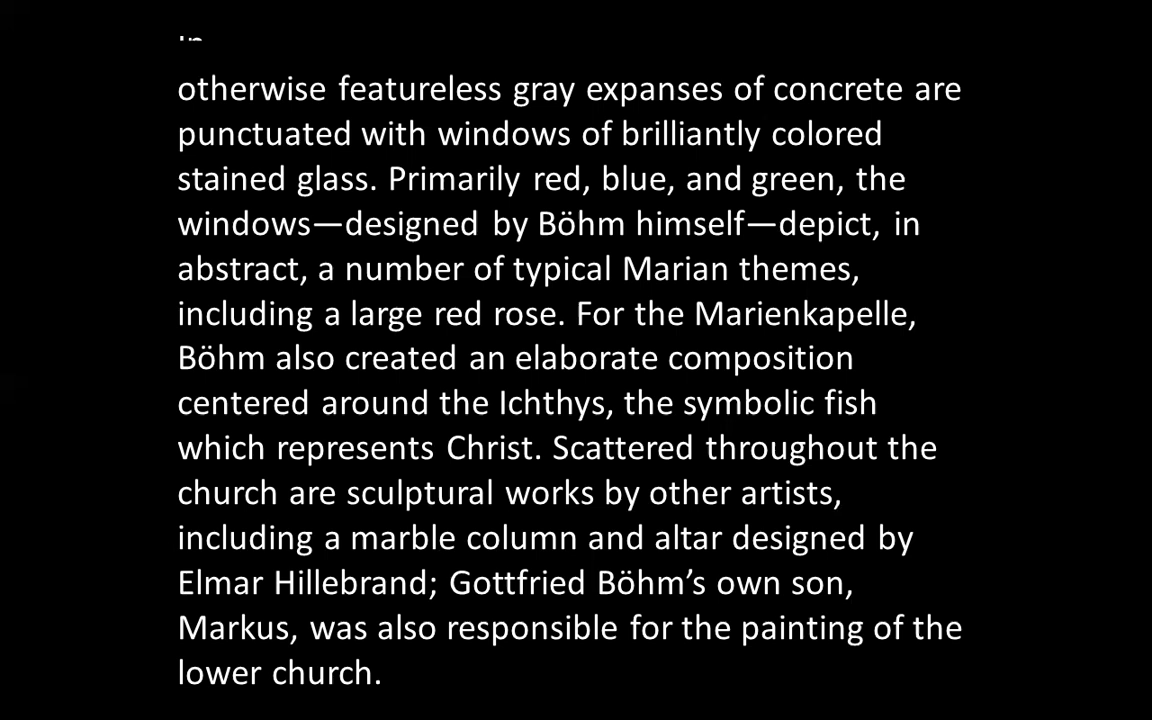 otherwise featureless gray expanses of concrete are
punctuated with windows of brilliantly colored
stained glass. Primarily red, blue, and green, the
windows—designed by Böhm himself—depict, in
abstract, a number of typical Marian themes,
including a large red rose. For the Marienkapelle,
Böhm also created an elaborate composition
centered around the Ichthys, the symbolic fish
which represents Christ. Scattered throughout the
church are sculptural works by other artists,
including a marble column and altar designed by
Elmar Hillebrand; Gottfried Böhm’s own son,
Markus, was also responsible for the painting of the
lower church.